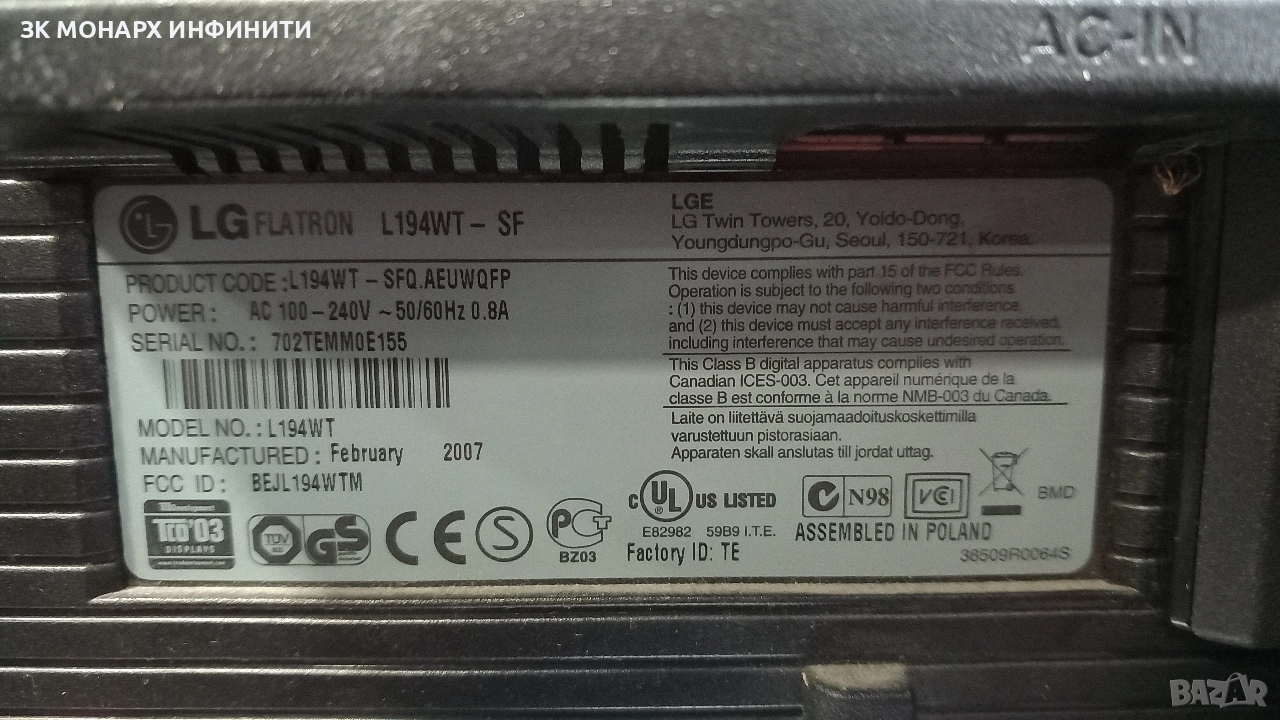 ЗК МОНАРХ ИНФИНИТИ
AC-IN
LG FLATRON L194WT - SF
LGE
LG Twin Towers, 20, Yoido-Dong,
Youngdungpo-Gu, Seoul, 150-721, Korea
PRODUCT CODE : L194WT - SFQ.AEUWQFP
POWER : AC 100 - 240V ~ 50/60Hz 0.8A
SERIAL NO. : 702TEMM0E155
MODEL NO. : L194WT
MANUFACTURED : February 2007
FCC ID : BEJL194WTM
This device complies with part 15 of the FCC Rules.
Operation is subject to the following two conditions
: (1) this device may not cause harmful interference,
and (2) this device must accept any interference received,
including interference that may cause undesired operation.
This Class B digital apparatus complies with
Canadian ICES-003. Cet appareil numérique de la
classe B est conforme à la norme NMB-003 du Canada.
Laite on liitettävä suojamaadoituskoskettimilla
varustettuun pistorasiaan.
Apparaten skall anslutas till jordat uttag.
TCO'03
DISPLAYS
TÜV
GS
CE
S
PCT
BZ03
C UL ® US LISTED
E82982 59B9 I.T.E.
Factory ID: TE
N98
VCCI
BMD
ASSEMBLED IN POLAND
38509R0064S
BAZAR